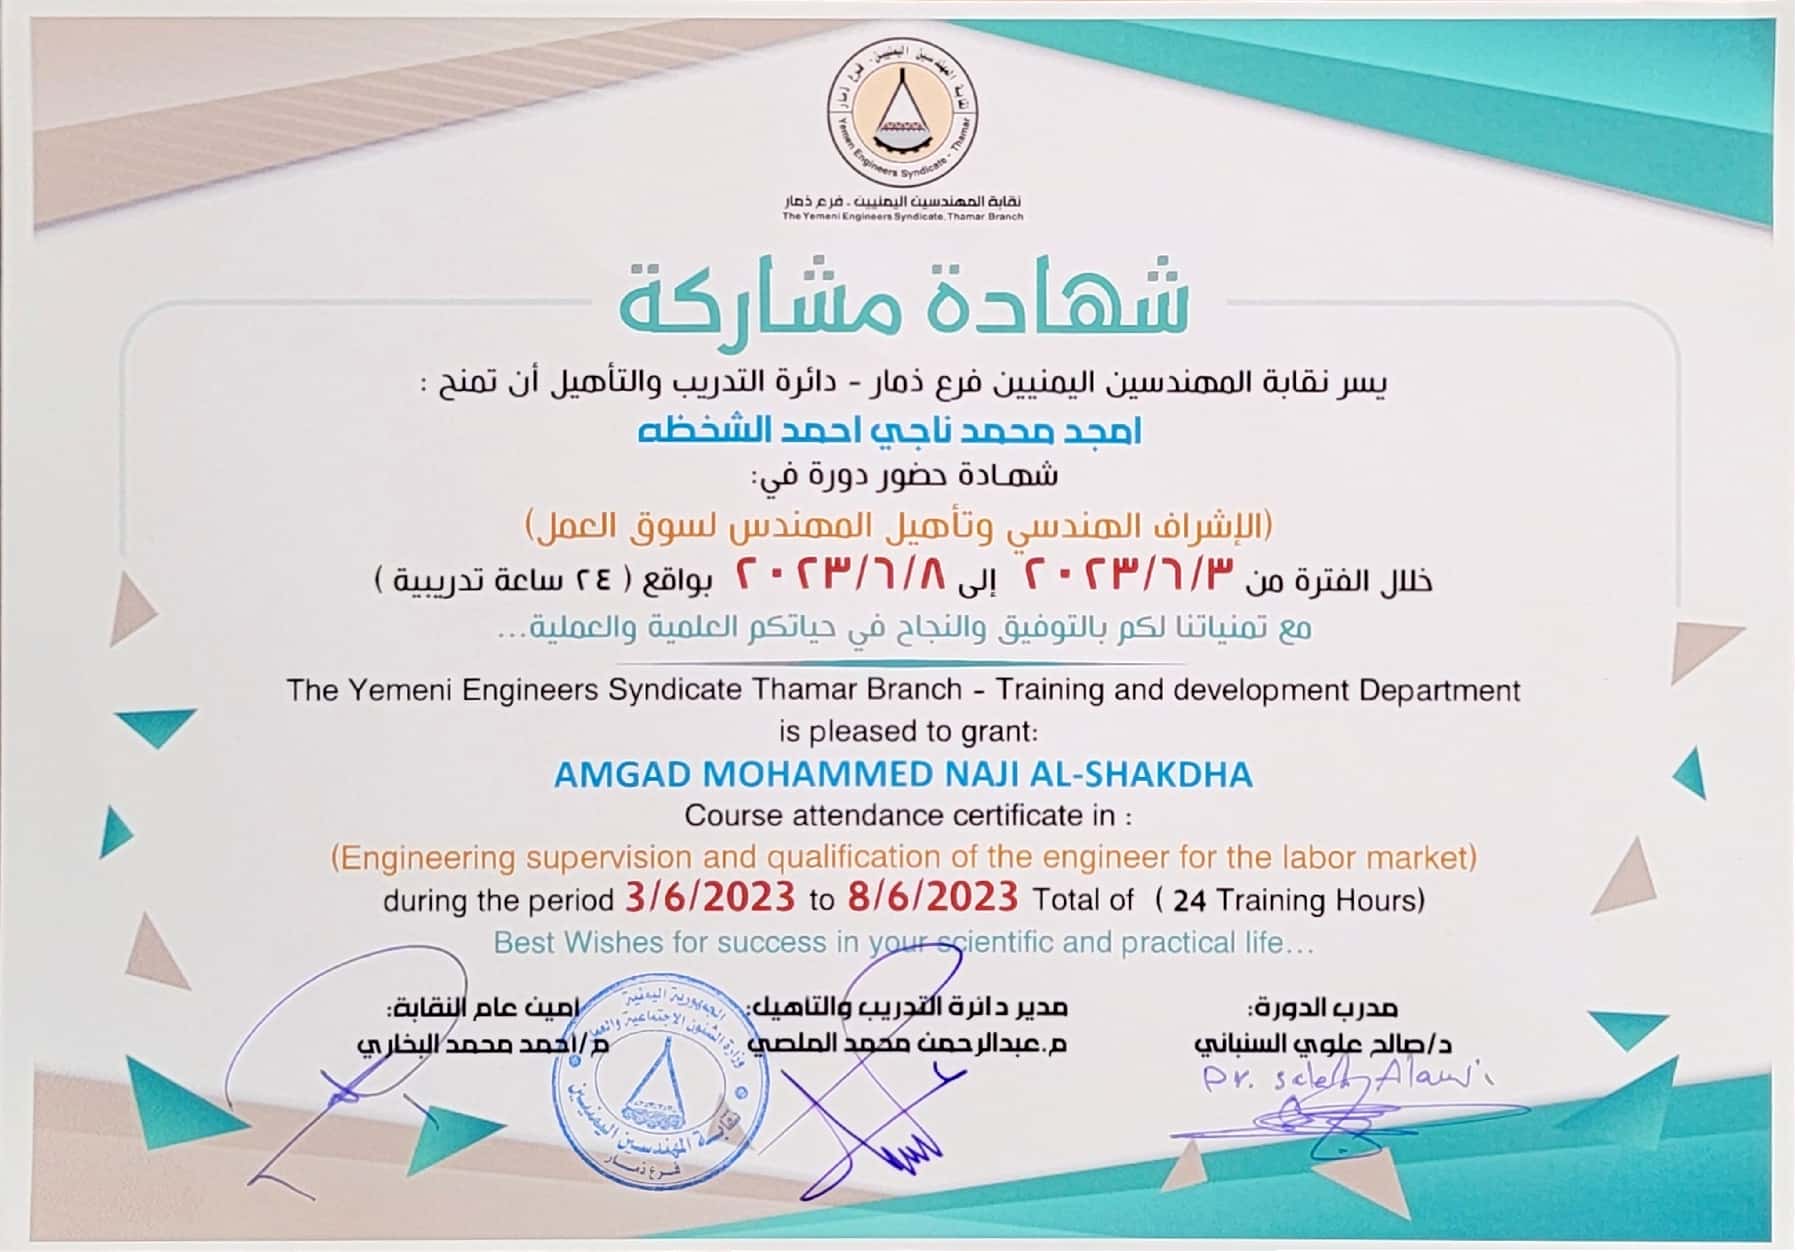 نقابة المهندسين اليمنيين - فرع ذمار
Yemen Engineers Syndicate - Thamar
نقابة المهندسين اليمنيين - فرع ذمار
The Yemeni Engineers Syndicate, Thamar Branch
شهادة مشاركة
يسر نقابة المهندسين اليمنيين فرع ذمار - دائرة التدريب والتأهيل أن تمنح :
امجد محمد ناجي احمد الشخظه
شهادة حضور دورة في:
(الإشراف الهندسي وتأهيل المهندس لسوق العمل)
خلال الفترة من ٢٠٢٣/٦/٣ إلى ٢٠٢٣/٦/٨ بواقع ( ٢٤ ساعة تدريبية )
مع تمنياتنا لكم بالتوفيق والنجاح في حياتكم العلمية والعملية...
The Yemeni Engineers Syndicate Thamar Branch - Training and development Department
is pleased to grant:
AMGAD MOHAMMED NAJI AL-SHAKDHA
Course attendance certificate in :
(Engineering supervision and qualification of the engineer for the labor market)
during the period 3/6/2023 to 8/6/2023 Total of ( 24 Training Hours)
Best Wishes for success in your scientific and practical life...
مدرب الدورة:
د/صالح علوي السنباني
Dr. Saleh Alawi
مدير دائرة التدريب والتاهيل:
م.عبدالرحمن محمد الملصي
امين عام النقابة:
م/احمد محمد البخاري
الجمهورية اليمنية
وزارة الشئون الاجتماعية والعمل
نقابة المهندسين اليمنيين
فرع ذمار